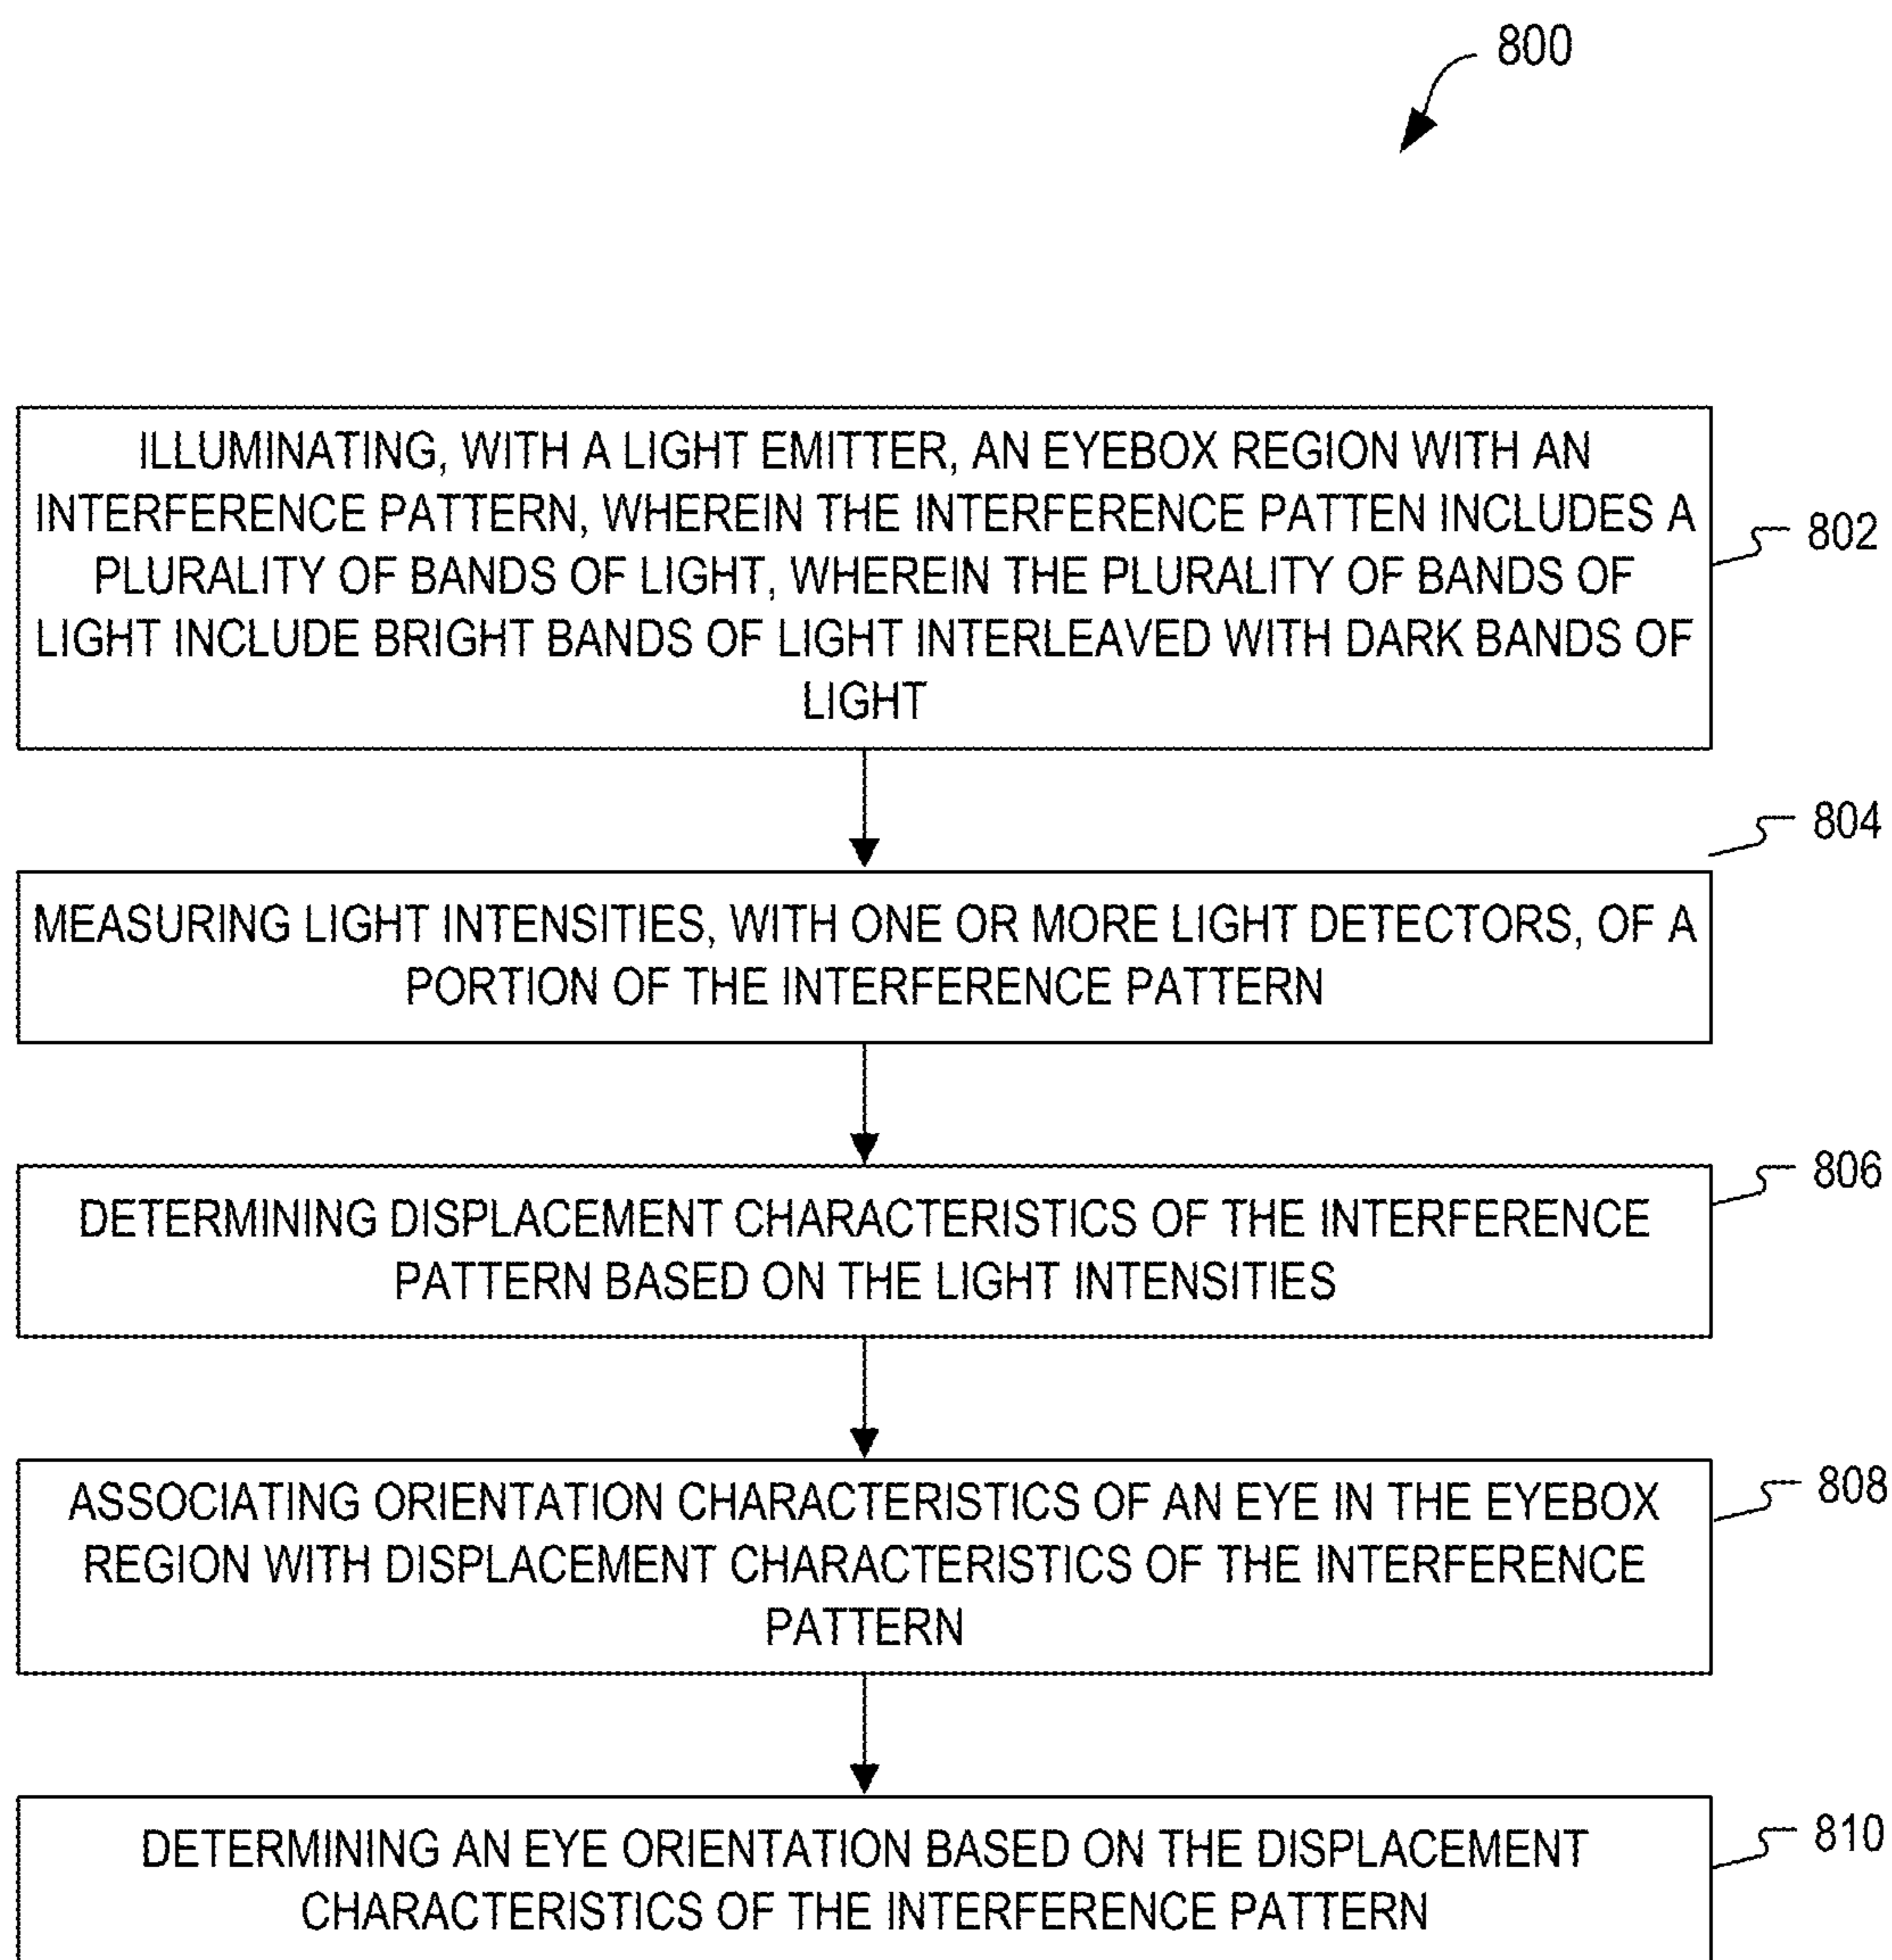 800
ILLUMINATING, WITH A LIGHT EMITTER, AN EYEBOX REGION WITH AN
INTERFERENCE PATTERN, WHEREIN THE INTERFERENCE PATTEN INCLUDES A
PLURALITY OF BANDS OF LIGHT, WHEREIN THE PLURALITY OF BANDS OF
LIGHT INCLUDE BRIGHT BANDS OF LIGHT INTERLEAVED WITH DARK BANDS OF
LIGHT
802
804
MEASURING LIGHT INTENSITIES, WITH ONE OR MORE LIGHT DETECTORS, OF A
PORTION OF THE INTERFERENCE PATTERN
806
DETERMINING DISPLACEMENT CHARACTERISTICS OF THE INTERFERENCE
PATTERN BASED ON THE LIGHT INTENSITIES
808
ASSOCIATING ORIENTATION CHARACTERISTICS OF AN EYE IN THE EYEBOX
REGION WITH DISPLACEMENT CHARACTERISTICS OF THE INTERFERENCE
PATTERN
810
DETERMINING AN EYE ORIENTATION BASED ON THE DISPLACEMENT
CHARACTERISTICS OF THE INTERFERENCE PATTERN